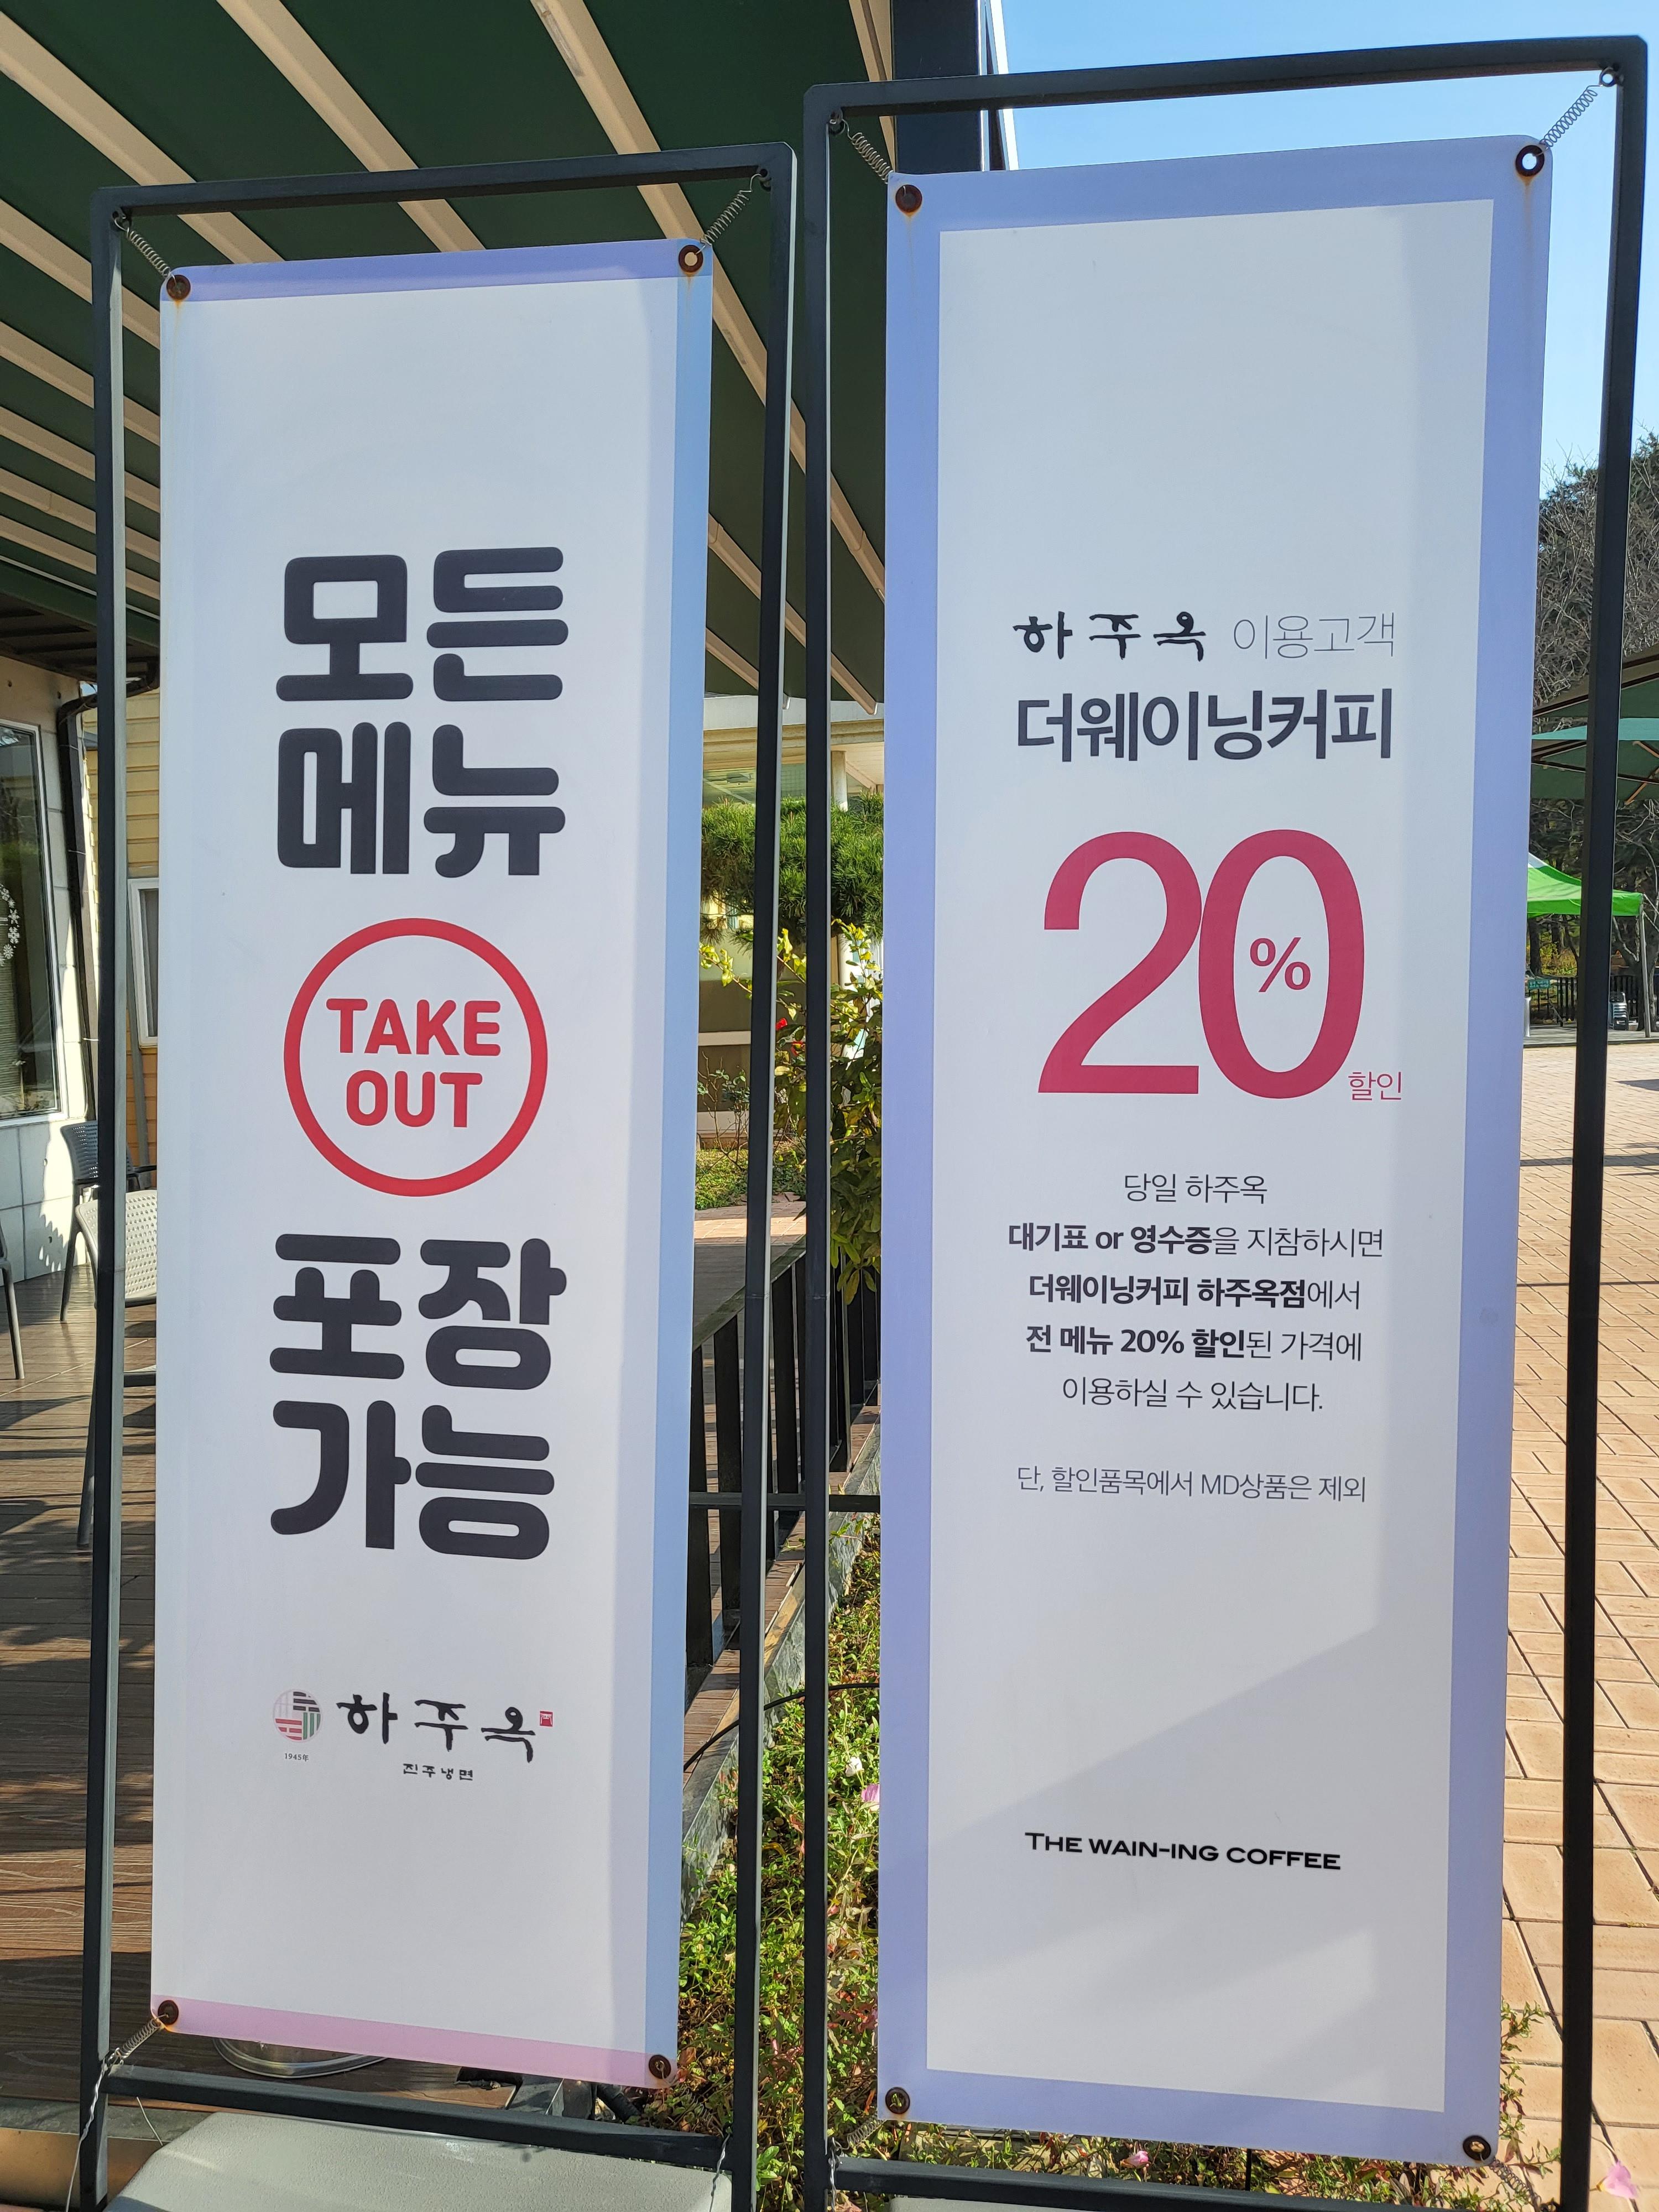 모든
메뉴
TAKE
OUT
포장
가능
하주옥
1945年
진주냉면
하주옥 이용고객
더웨이닝커피
20%
할인
당일 하주옥
대기표 or 영수증을 지참하시면
더웨이닝커피 하주옥점에서
전 메뉴 20% 할인된 가격에
이용하실 수 있습니다.
단, 할인품목에서 MD상품은 제외
THE WAIN-ING COFFEE